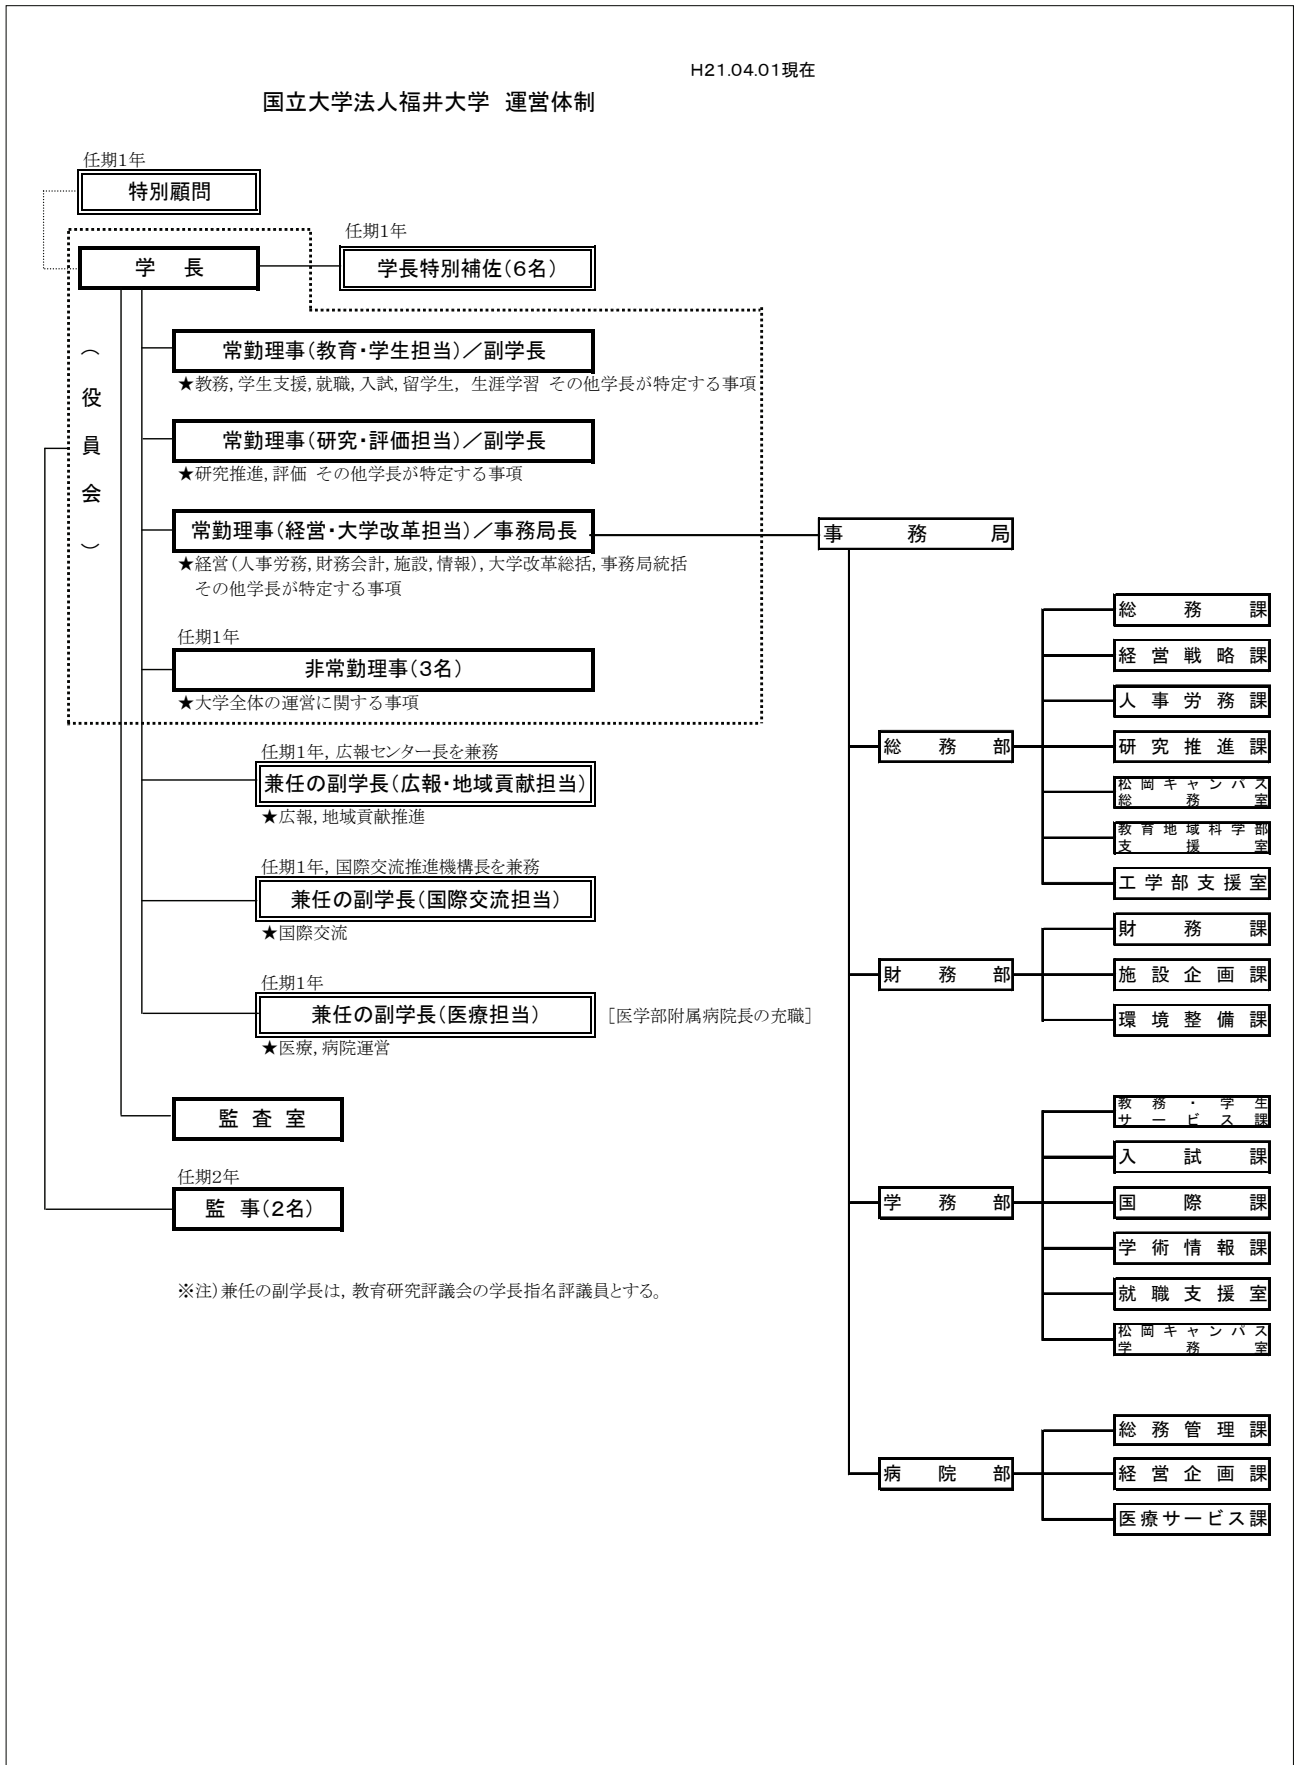 H21.04.01現在
国立大学法人福井大学 運営体制
任期1年
特別顧問
任期1年
学 長
学長特別補佐(6名)
(役員会)
常勤理事(教育・学生担当)／副学長
★教務,学生支援,就職,入試,留学生, 生涯学習 その他学長が特定する事項
常勤理事(研究・評価担当)／副学長
★研究推進,評価 その他学長が特定する事項
常勤理事(経営・大学改革担当)／事務局長
★経営(人事労務,財務会計,施設,情報),大学改革総括,事務局統括
その他学長が特定する事項
任期1年
非常勤理事(3名)
★大学全体の運営に関する事項
任期1年,広報センター長を兼務
兼任の副学長(広報・地域貢献担当)
★広報,地域貢献推進
任期1年,国際交流推進機構長を兼務
兼任の副学長(国際交流担当)
★国際交流
任期1年
兼任の副学長(医療担当)
[医学部附属病院長の充職]
★医療,病院運営
監 査 室
任期2年
監 事(2名)
※注)兼任の副学長は,教育研究評議会の学長指名評議員とする。
事 務 局
総 務 部
総 務 課
経 営 戦 略 課
人 事 労 務 課
研 究 推 進 課
松 岡 キ ャ ン パ ス
総 務 室
教 育 地 域 科 学 部
支 援 室
工 学 部 支 援 室
財 務 部
財 務 課
施 設 企 画 課
環 境 整 備 課
学 務 部
教 務 ・ 学 生
サ ー ビ ス 課
入 試 課
国 際 課
学 術 情 報 課
就 職 支 援 室
松 岡 キ ャ ン パ ス
学 務 室
病 院 部
総 務 管 理 課
経 営 企 画 課
医療サービス課